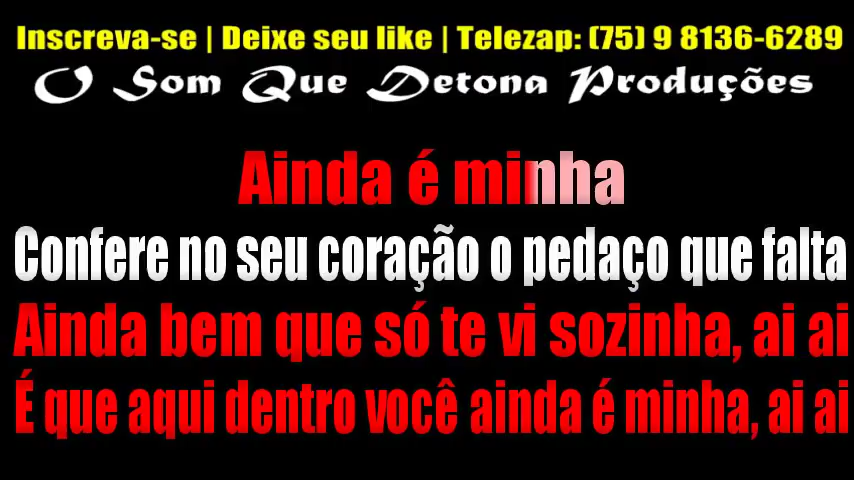 Inscreva-se | Deixe seu like | Telezap: (75) 9 8136-6289
O Som Que Detona Produções
Ainda é minha
Confere no seu coração o pedaço que falta
Ainda bem que só te vi sozinha, ai ai
É que aqui dentro você ainda é minha, ai ai